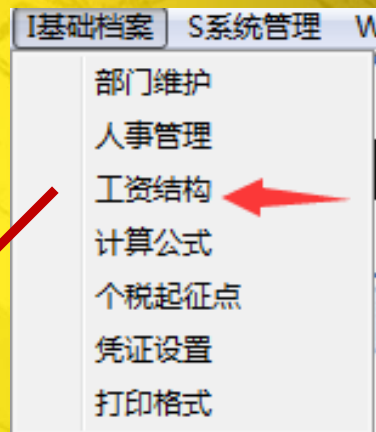 I基础档案 S系统管理 W
部门维护
人事管理
工资结构
计算公式
个税起征点
凭证设置
打印格式